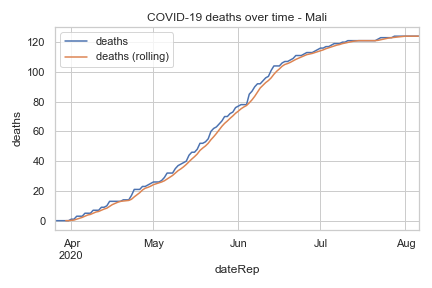 COVID-19 deaths over time - Mali
deaths
deaths (rolling)
120
100
80
60
40
20
0
deaths
Apr
2020
May
Jun
Jul
Aug
dateRep